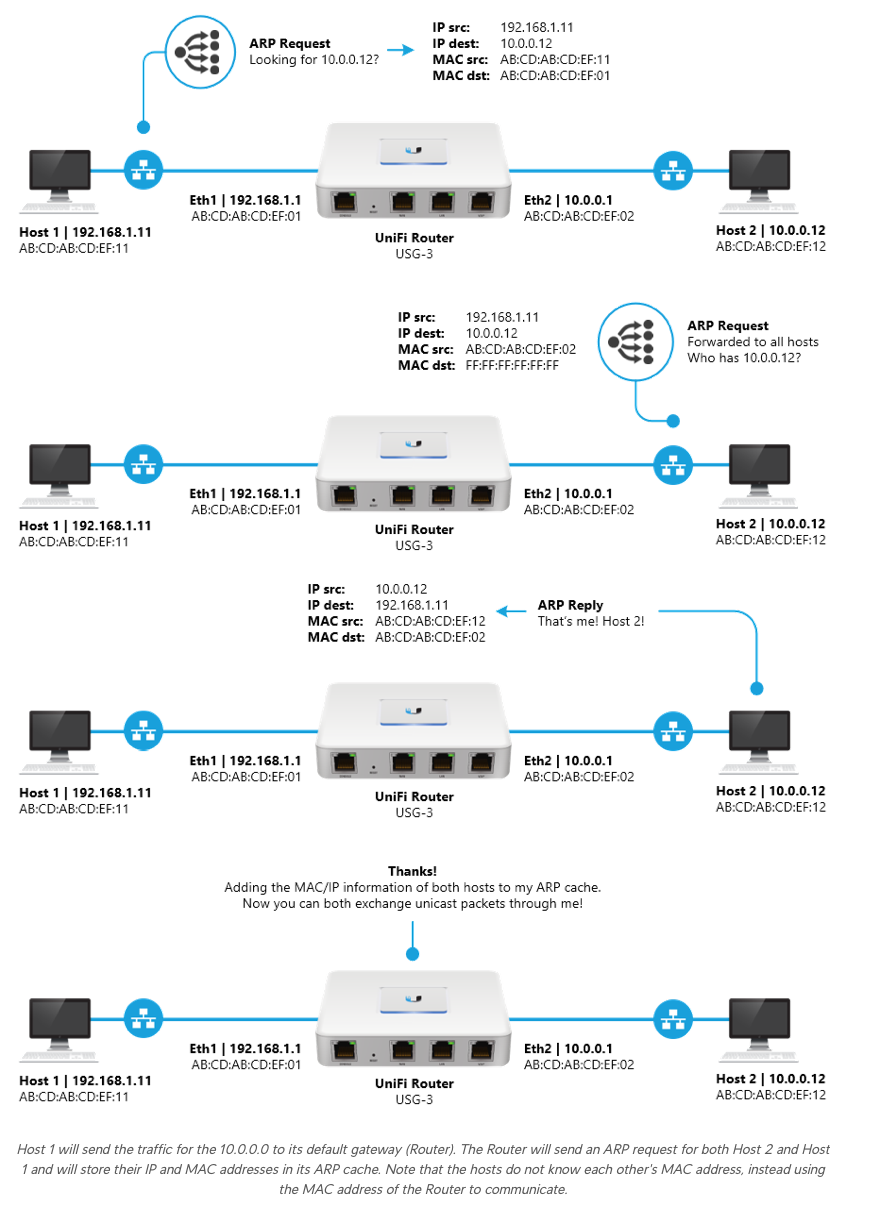 ARP Request
Looking for 10.0.0.12?
IP src: 192.168.1.11
IP dest: 10.0.0.12
MAC src: AB:CD:AB:CD:EF:11
MAC dst: AB:CD:AB:CD:EF:01
Host 1 | 192.168.1.11
AB:CD:AB:CD:EF:11
Eth1 | 192.168.1.1
AB:CD:AB:CD:EF:01
UniFi Router
USG-3
Eth2 | 10.0.0.1
AB:CD:AB:CD:EF:02
Host 2 | 10.0.0.12
AB:CD:AB:CD:EF:12
IP src: 192.168.1.11
IP dest: 10.0.0.12
MAC src: AB:CD:AB:CD:EF:02
MAC dst: FF:FF:FF:FF:FF:FF
ARP Request
Forwarded to all hosts
Who has 10.0.0.12?
Host 1 | 192.168.1.11
AB:CD:AB:CD:EF:11
Eth1 | 192.168.1.1
AB:CD:AB:CD:EF:01
UniFi Router
USG-3
Eth2 | 10.0.0.1
AB:CD:AB:CD:EF:02
Host 2 | 10.0.0.12
AB:CD:AB:CD:EF:12
IP src: 10.0.0.12
IP dest: 192.168.1.11
MAC src: AB:CD:AB:CD:EF:12
MAC dst: AB:CD:AB:CD:EF:02
ARP Reply
That's me! Host 2!
Host 1 | 192.168.1.11
AB:CD:AB:CD:EF:11
Eth1 | 192.168.1.1
AB:CD:AB:CD:EF:01
UniFi Router
USG-3
Eth2 | 10.0.0.1
AB:CD:AB:CD:EF:02
Host 2 | 10.0.0.12
AB:CD:AB:CD:EF:12
Thanks!
Adding the MAC/IP information of both hosts to my ARP cache.
Now you can both exchange unicast packets through me!
Host 1 | 192.168.1.11
AB:CD:AB:CD:EF:11
Eth1 | 192.168.1.1
AB:CD:AB:CD:EF:01
UniFi Router
USG-3
Eth2 | 10.0.0.1
AB:CD:AB:CD:EF:02
Host 2 | 10.0.0.12
AB:CD:AB:CD:EF:12
Host 1 will send the traffic for the 10.0.0.0 to its default gateway (Router). The Router will send an ARP request for both Host 2 and Host
1 and will store their IP and MAC addresses in its ARP cache. Note that the hosts do not know each other's MAC address, instead using
the MAC address of the Router to communicate.